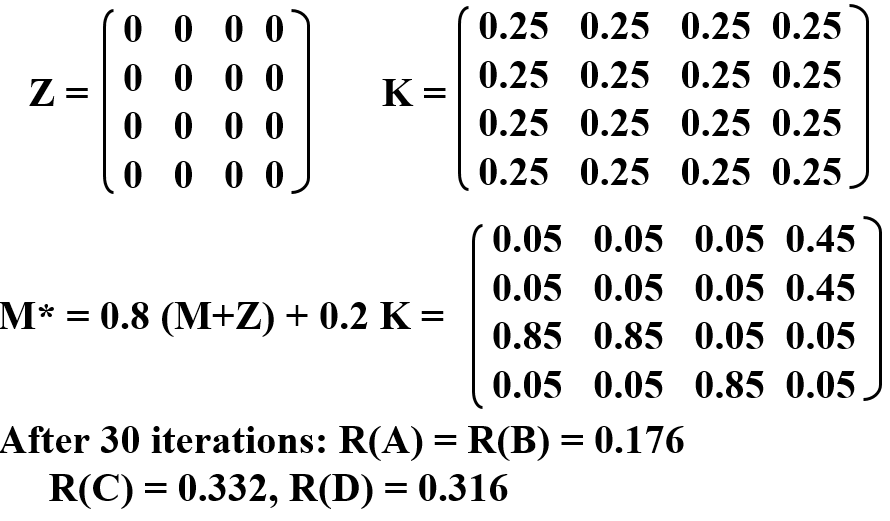 Z = ( 0 0 0 0
0 0 0 0
0 0 0 0
0 0 0 0 )
K = ( 0.25 0.25 0.25 0.25
0.25 0.25 0.25 0.25
0.25 0.25 0.25 0.25
0.25 0.25 0.25 0.25 )
M* = 0.8 (M+Z) + 0.2 K = ( 0.05 0.05 0.05 0.45
0.05 0.05 0.05 0.45
0.85 0.85 0.05 0.05
0.05 0.05 0.85 0.05 )
After 30 iterations: R(A) = R(B) = 0.176
R(C) = 0.332, R(D) = 0.316